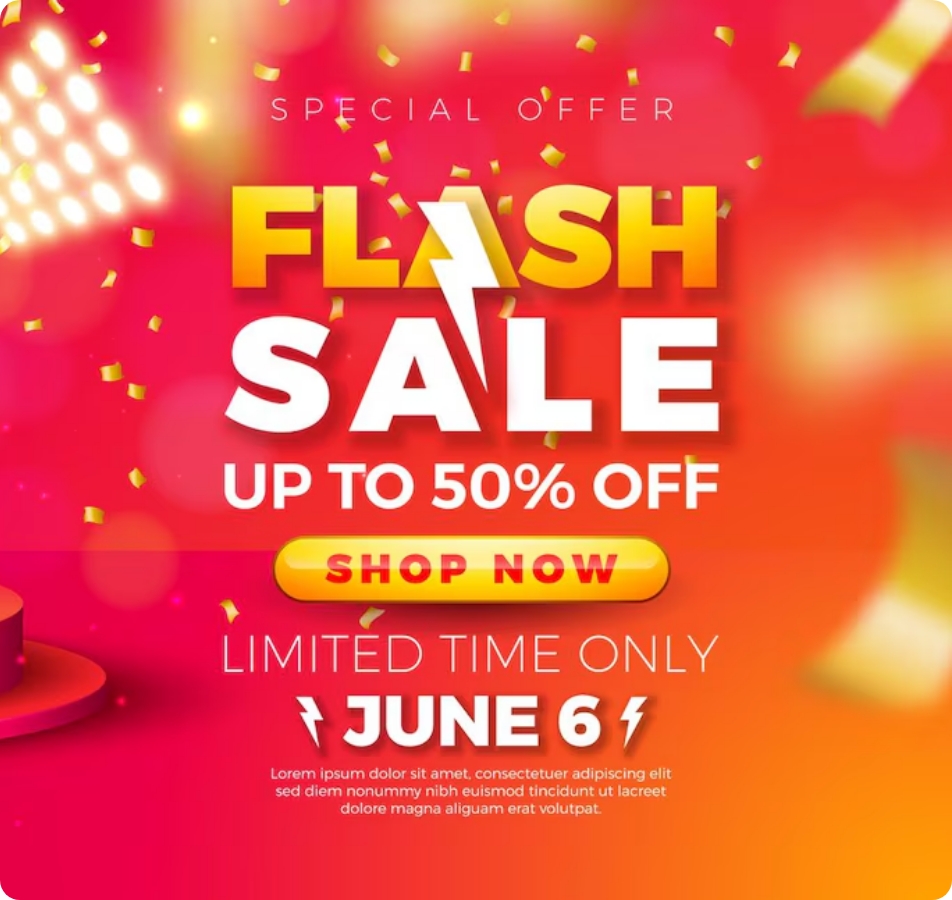 SPECIAL OFFER
FLASH
SALE
UP TO 50% OFF
SHOP NOW
LIMITED TIME ONLY
JUNE 6
Lorem ipsum dolor sit amet, consectetuer adipiscing elit
sed diem nonummy nibh euismod tincidunt ut lacreet
dolore magna aliguam erat volutpat.